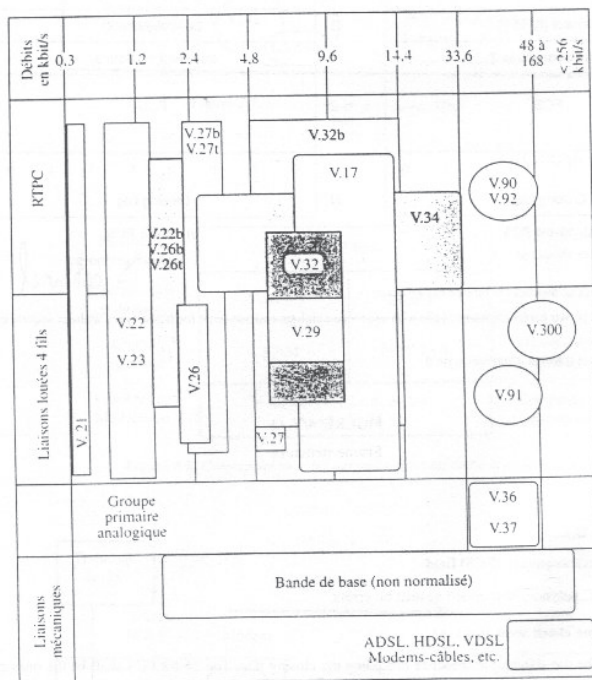 Débits
en kbit/s
0,3
1,2
2,4
4,8
9,6
14,4
33,6
48 à
168
< 256
kbit/s
RTPC
V.27b
V.27t
V.32b
V.17
V.22b
V.26b
V.26t
V.34
V.90
V.92
V.32
Liaisons louées 4 fils
V.21
V.22
V.23
V.26
V.29
V.27
V.300
V.91
Groupe
primaire
analogique
V.36
V.37
Liaisons
mécaniques
Bande de base (non normalisé)
ADSL, HDSL, VDSL
Modems-câbles, etc.